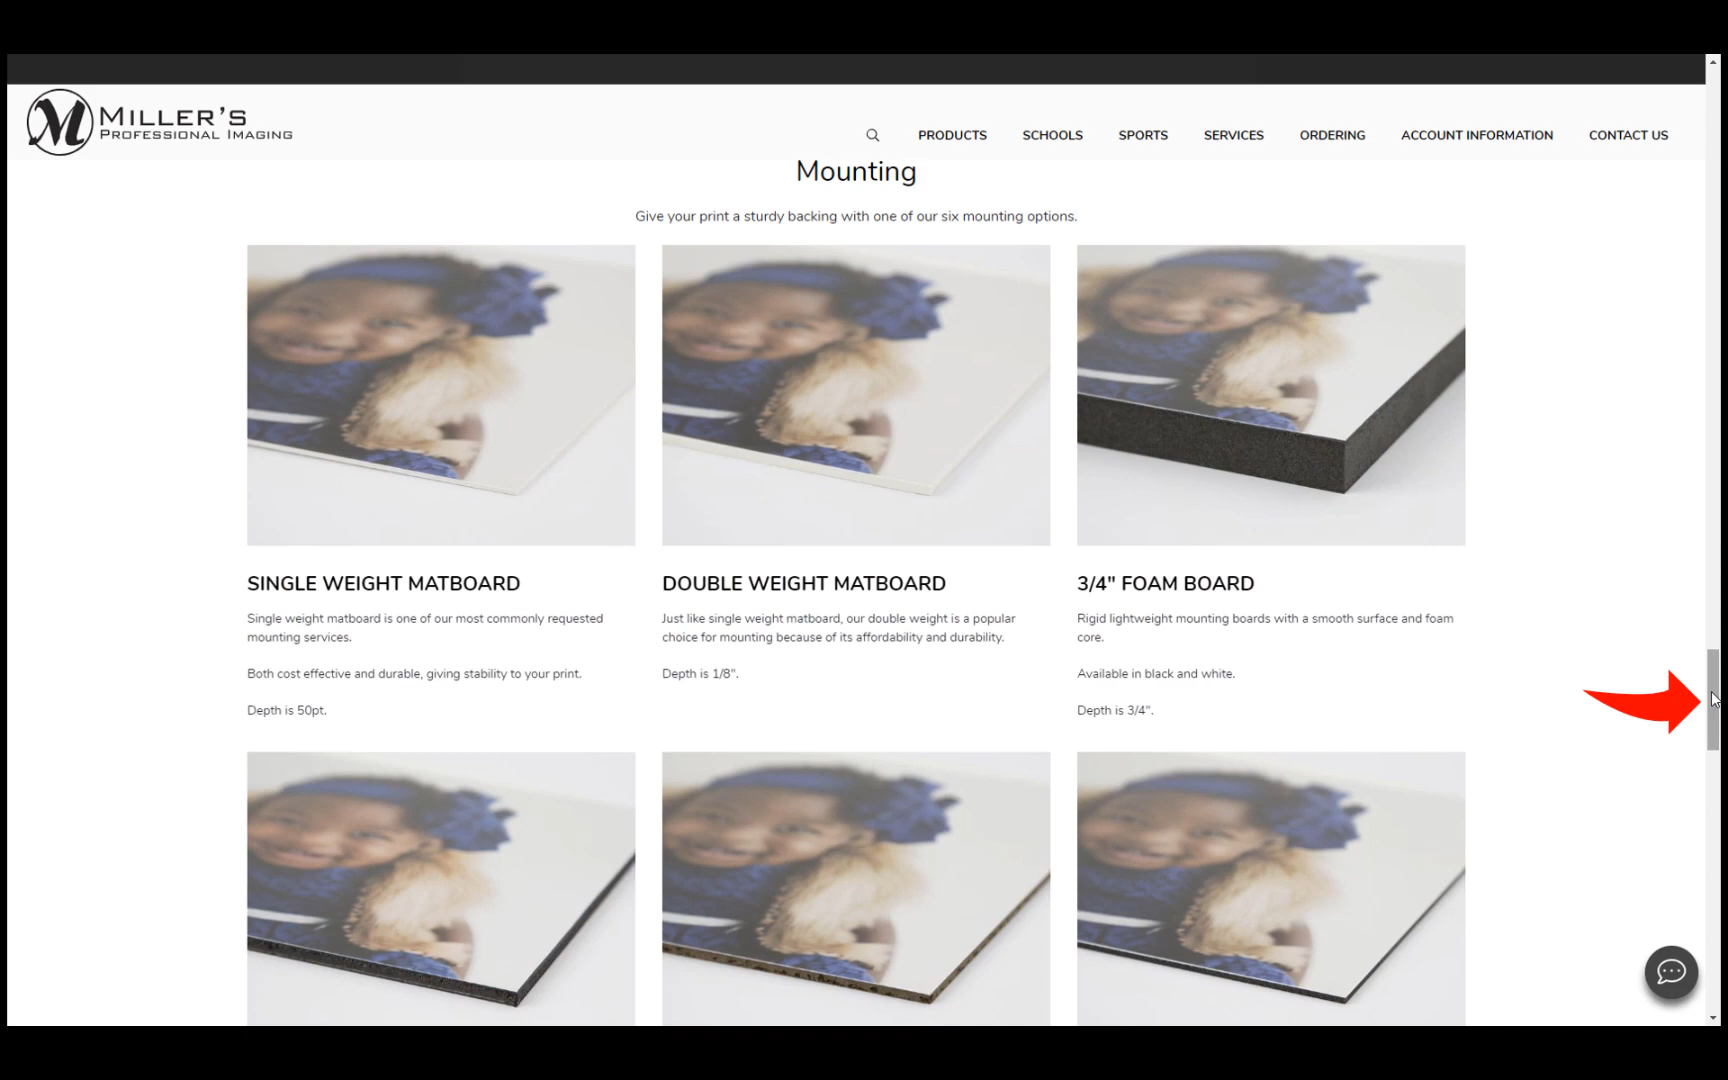 MILLER'S
PROFESSIONAL IMAGING
PRODUCTS
SCHOOLS
SPORTS
SERVICES
ORDERING
ACCOUNT INFORMATION
CONTACT US
Mounting
Give your print a sturdy backing with one of our six mounting options.
SINGLE WEIGHT MATBOARD
Single weight matboard is one of our most commonly requested
mounting services.
Both cost effective and durable, giving stability to your print.
Depth is 50pt.
DOUBLE WEIGHT MATBOARD
Just like single weight matboard, our double weight is a popular
choice for mounting because of its affordability and durability.
Depth is 1/8".
3/4" FOAM BOARD
Rigid lightweight mounting boards with a smooth surface and foam
core.
Available in black and white.
Depth is 3/4".